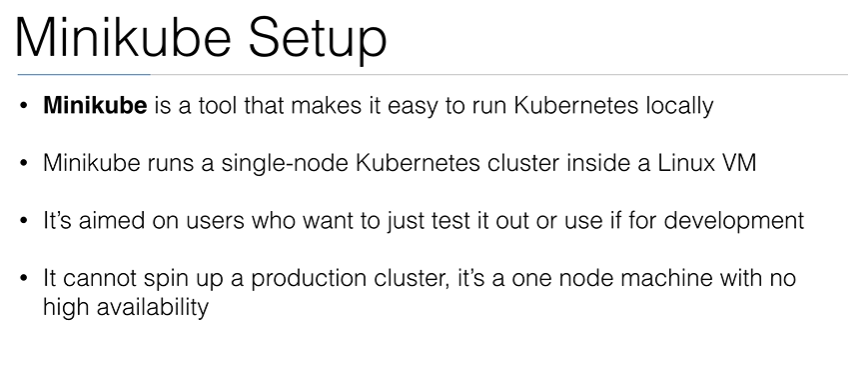 Minikube Setup
• Minikube is a tool that makes it easy to run Kubernetes locally
• Minikube runs a single-node Kubernetes cluster inside a Linux VM
• It’s aimed on users who want to just test it out or use if for development
• It cannot spin up a production cluster, it’s a one node machine with no
high availability